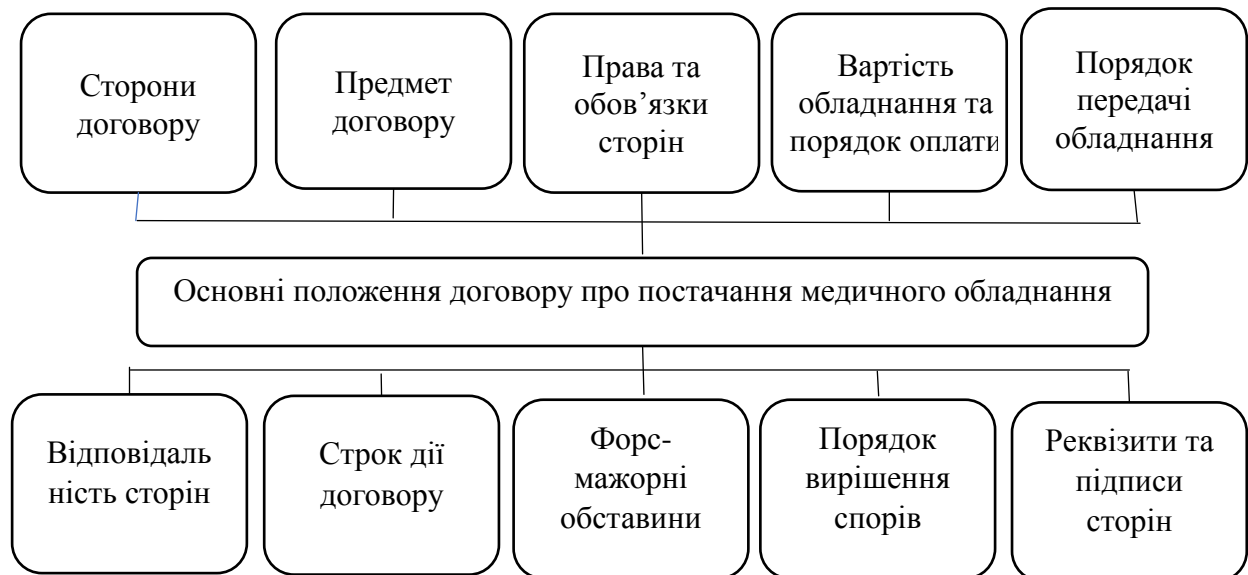 Сторони
договору
Предмет
договору
Права та
обов’язки
сторін
Вартість
обладнання та
порядок оплати
Порядок
передачі
обладнання
Основні положення договору про постачання медичного обладнання
Відповідаль
ність сторін
Строк дії
договору
Форс-
мажорні
обставини
Порядок
вирішення
спорів
Реквізити та
підписи
сторін